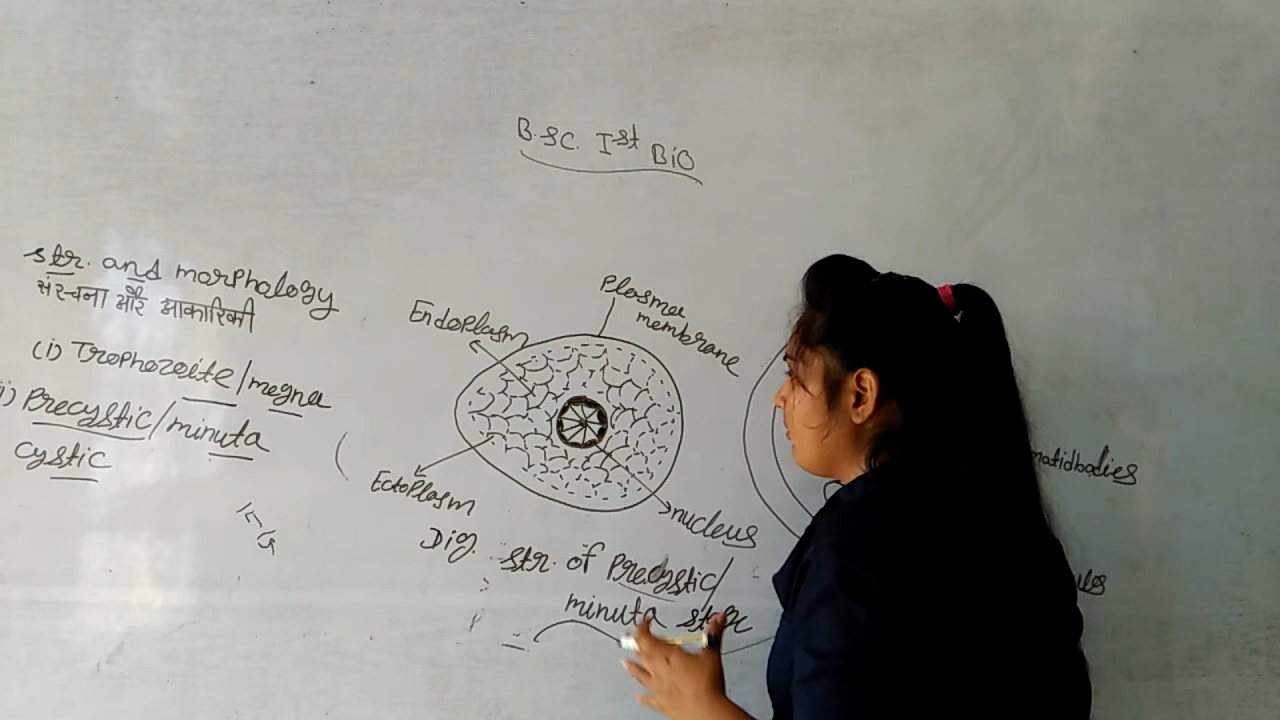 B.Sc. Ist Bio
str. and morphology
संरचना और आकारिकी
(i) Trophozoite/megna
i) Precystic/minuta
cystic
Endoplasm
Plasma
membrane
Ectoplasm
nucleus
Dig. str. of Precystic/
minuta
matidbodies